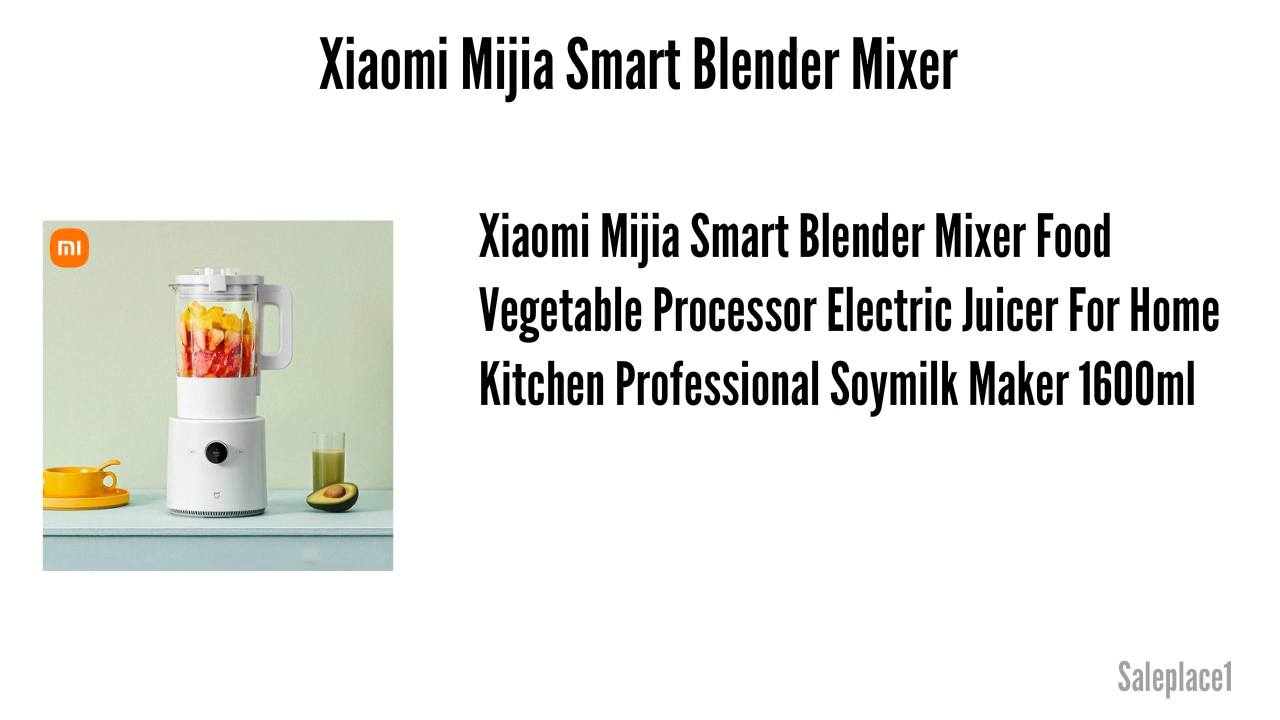 Xiaomi Mijia Smart Blender Mixer
mi
Xiaomi Mijia Smart Blender Mixer Food
Vegetable Processor Electric Juicer For Home
Kitchen Professional Soymilk Maker 1600ml
Saleplace1